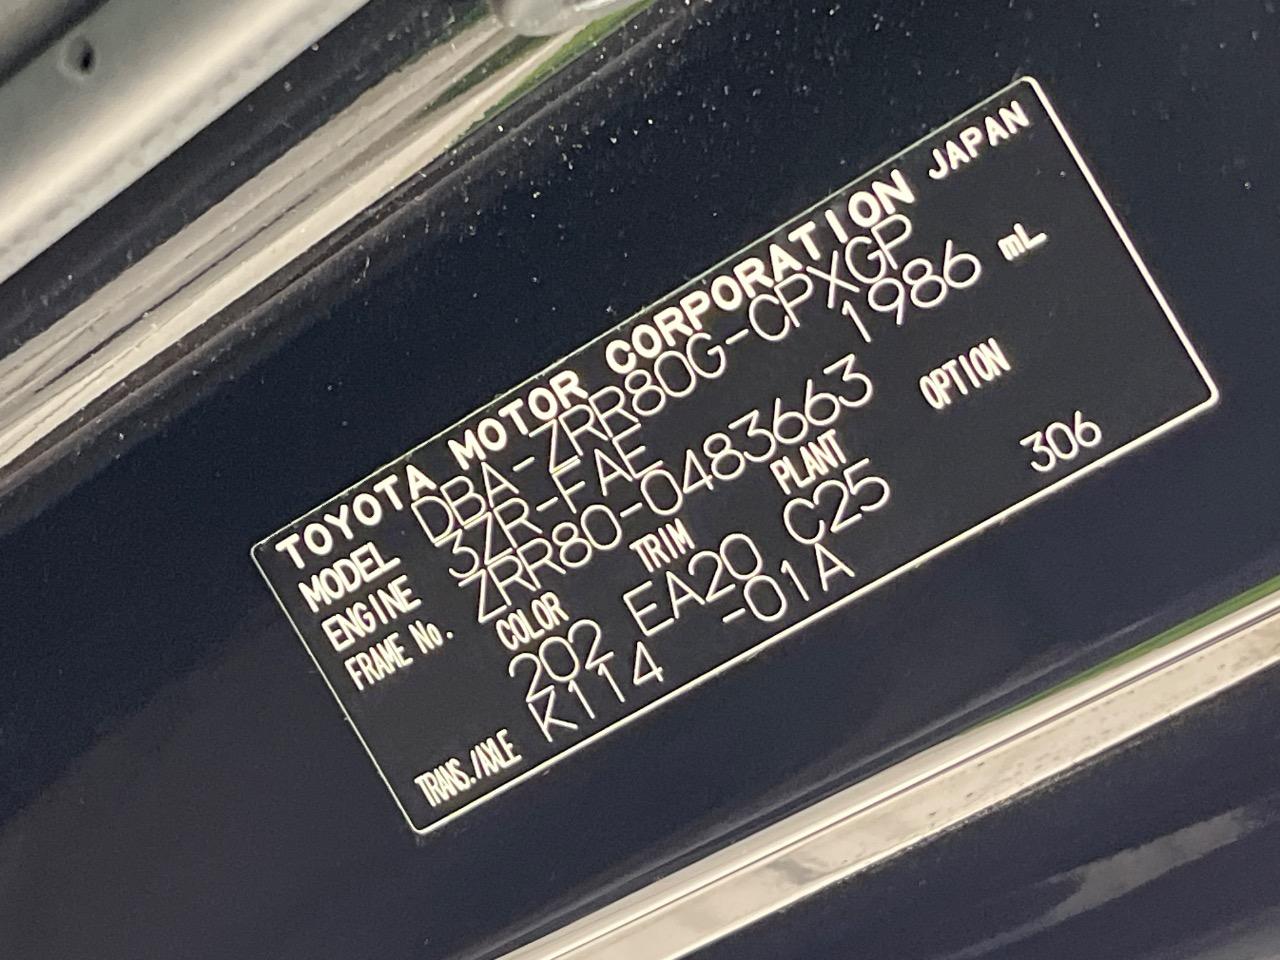 TOYOTA MOTOR CORPORATION JAPAN
MODEL DBA-ZRR80G-CPXGP
ENGINE 3ZR-FAE 1986 mL
FRAME No. ZRR80-0483663
COLOR TRIM PLANT OPTION
202 EA20 C25 306
TRANS./AXLE K114 -01A